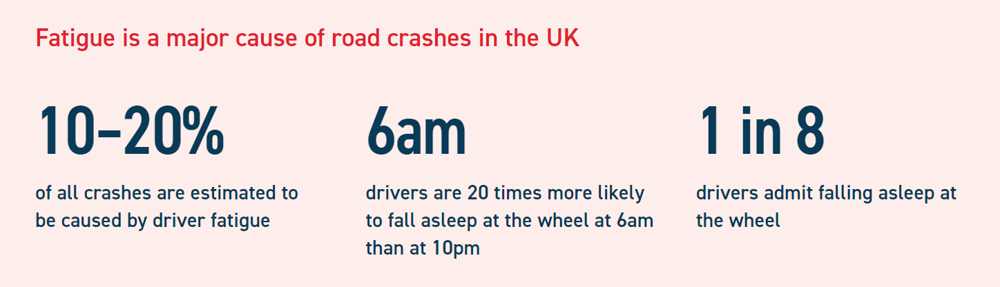 Fatigue is a major cause of road crashes in the UK
10–20%
of all crashes are estimated to
be caused by driver fatigue
6am
drivers are 20 times more likely
to fall asleep at the wheel at 6am
than at 10pm
1 in 8
drivers admit falling asleep at
the wheel